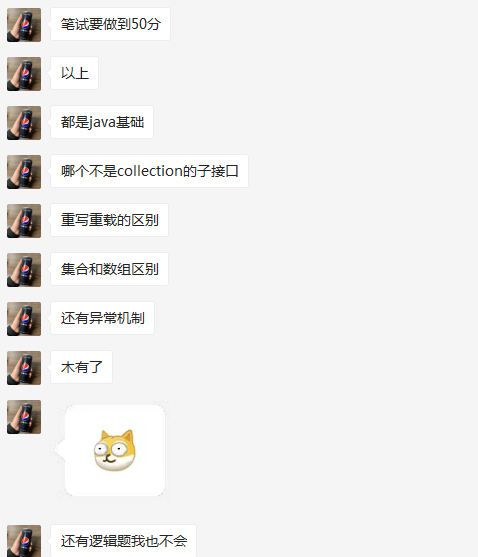 笔试要做到50分
以上
都是java基础
哪个不是collection的子接口
重写重载的区别
集合和数组区别
还有异常机制
木有了
还有逻辑题我也不会